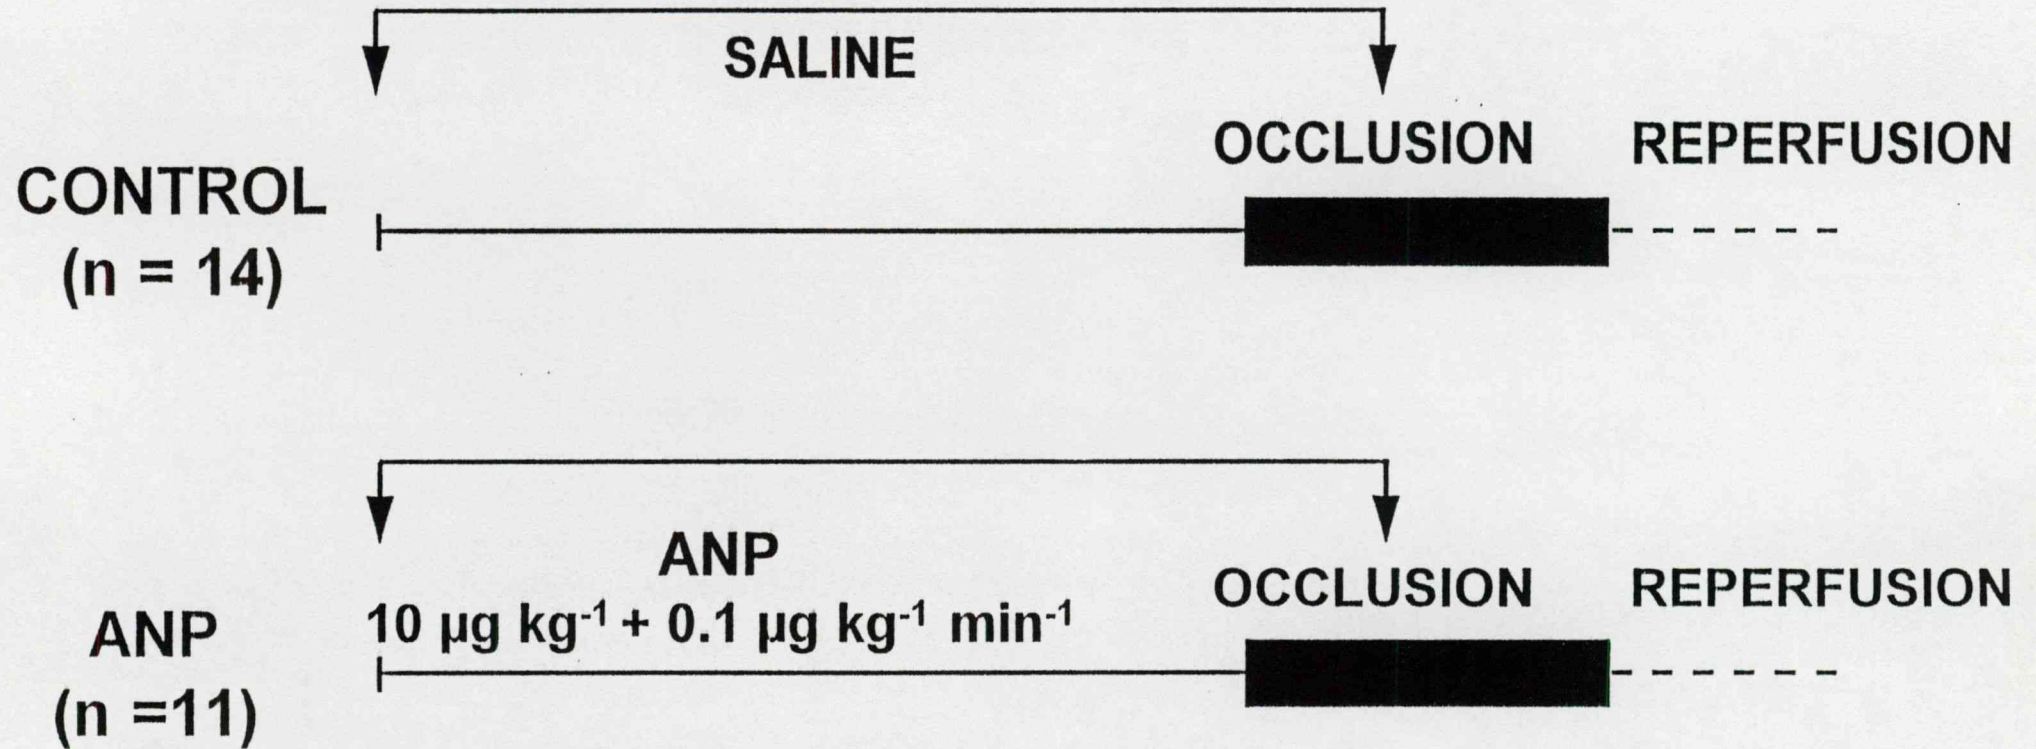 SALINE
OCCLUSION REPERFUSION
CONTROL
(n = 14)
ANP
10 µg kg⁻¹ + 0.1 µg kg⁻¹ min⁻¹
OCCLUSION REPERFUSION
ANP
(n =11)